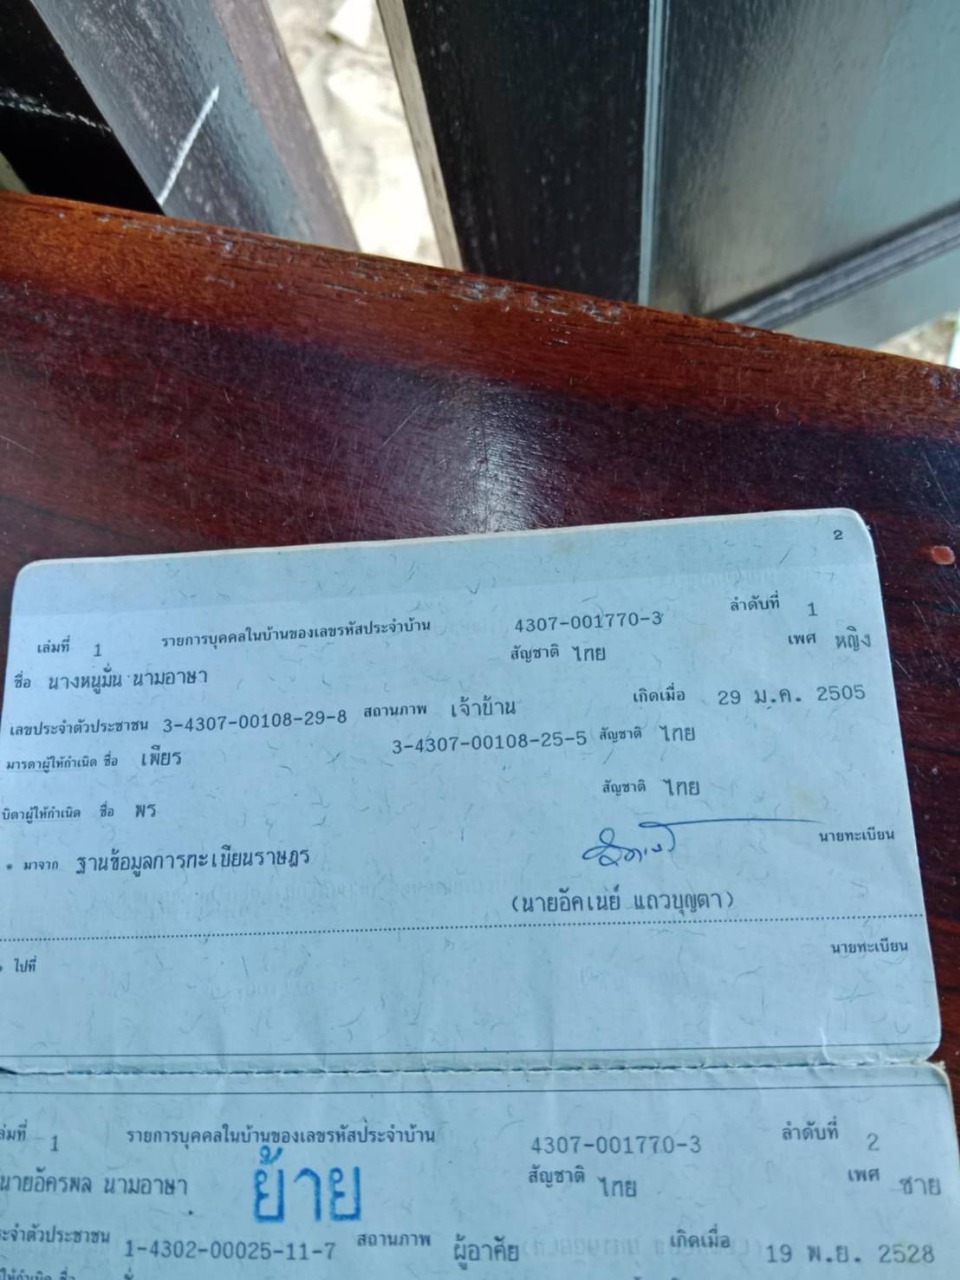 2
เล่มที่ 1 รายการบุคคลในบ้านของเลขรหัสประจำบ้าน 4307-001770-3 ลำดับที่ 1
ชื่อ นางหนูมั่น นามอาษา สัญชาติ ไทย เพศ หญิง
เลขประจำตัวประชาชน 3-4307-00108-29-8 สถานภาพ เจ้าบ้าน เกิดเมื่อ 29 ม.ค. 2505
มารดาผู้ให้กำเนิด ชื่อ เพียร 3-4307-00108-25-5 สัญชาติ ไทย
บิดาผู้ให้กำเนิด ชื่อ พร สัญชาติ ไทย
* มาจาก ฐานข้อมูลการทะเบียนราษฎร นายทะเบียน
(นายอัคเนย์ แถวบุญตา)
ไปที่ นายทะเบียน
เล่มที่ 1 รายการบุคคลในบ้านของเลขรหัสประจำบ้าน 4307-001770-3 ลำดับที่ 2
นายอัครพล นามอาษา ย้าย สัญชาติ ไทย เพศ ชาย
ประจำตัวประชาชน 1-4302-00025-11-7 สถานภาพ ผู้อาศัย เกิดเมื่อ 19 พ.ย. 2528